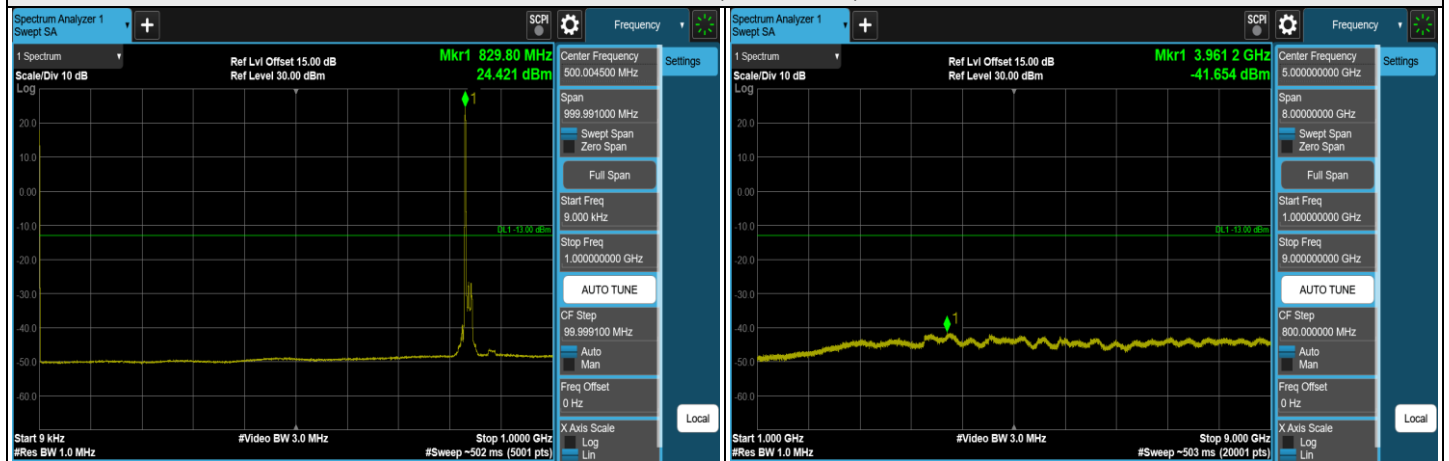 Spectrum Analyzer 1
Swept SA
+
SCPI
Frequency
1 Spectrum
Scale/Div 10 dB
Log
Ref Lvl Offset 15.00 dB
Ref Level 30.00 dBm
Mkr1 829.80 MHz
24.421 dBm
1
20.0
10.0
0.00
-10.0
-20.0
-30.0
-40.0
-50.0
-60.0
DL1 -13.00 dBm
Start 9 kHz
#Res BW 1.0 MHz
#Video BW 3.0 MHz
Stop 1.0000 GHz
#Sweep ~502 ms (5001 pts)
Center Frequency
500.004500 MHz
Span
999.991000 MHz
Swept Span
Zero Span
Full Span
Start Freq
9.000 kHz
Stop Freq
1.000000000 GHz
AUTO TUNE
CF Step
99.999100 MHz
Auto
Man
Freq Offset
0 Hz
X Axis Scale
Log
Lin
Settings
Local
Spectrum Analyzer 1
Swept SA
+
SCPI
Frequency
1 Spectrum
Scale/Div 10 dB
Log
Ref Lvl Offset 15.00 dB
Ref Level 30.00 dBm
Mkr1 3.961 2 GHz
-41.654 dBm
1
20.0
10.0
0.00
-10.0
-20.0
-30.0
-40.0
-50.0
-60.0
DL1 -13.00 dBm
Start 1.000 GHz
#Res BW 1.0 MHz
#Video BW 3.0 MHz
Stop 9.000 GHz
#Sweep ~503 ms (20001 pts)
Center Frequency
5.000000000 GHz
Span
8.00000000 GHz
Swept Span
Zero Span
Full Span
Start Freq
1.000000000 GHz
Stop Freq
9.000000000 GHz
AUTO TUNE
CF Step
800.000000 MHz
Auto
Man
Freq Offset
0 Hz
X Axis Scale
Log
Lin
Settings
Local